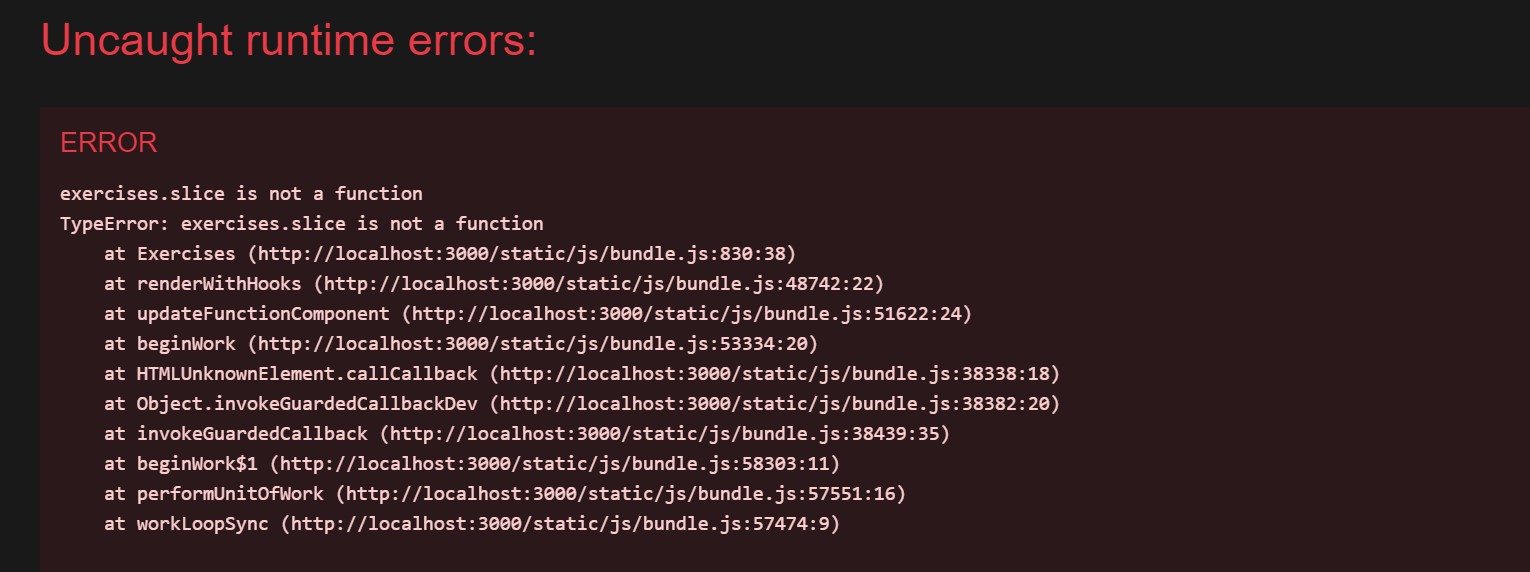 Uncaught runtime errors:
ERROR
exercises.slice is not a function
TypeError: exercises.slice is not a function
    at Exercises (http://localhost:3000/static/js/bundle.js:830:38)
    at renderWithHooks (http://localhost:3000/static/js/bundle.js:48742:22)
    at updateFunctionComponent (http://localhost:3000/static/js/bundle.js:51622:24)
    at beginWork (http://localhost:3000/static/js/bundle.js:53334:20)
    at HTMLUnknownElement.callCallback (http://localhost:3000/static/js/bundle.js:38338:18)
    at Object.invokeGuardedCallbackDev (http://localhost:3000/static/js/bundle.js:38382:20)
    at invokeGuardedCallback (http://localhost:3000/static/js/bundle.js:38439:35)
    at beginWork$1 (http://localhost:3000/static/js/bundle.js:58303:11)
    at performUnitOfWork (http://localhost:3000/static/js/bundle.js:57551:16)
    at workLoopSync (http://localhost:3000/static/js/bundle.js:57474:9)